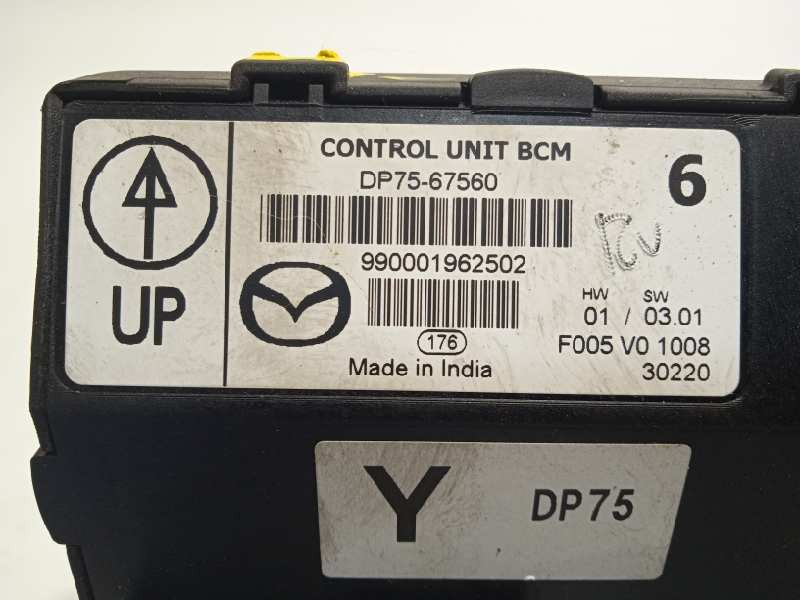 UP
CONTROL UNIT BCM
DP75-67560
6
990001962502
HW SW
01 / 03.01
176
F005 V0 1008
Made in India
30220
Y
DP75